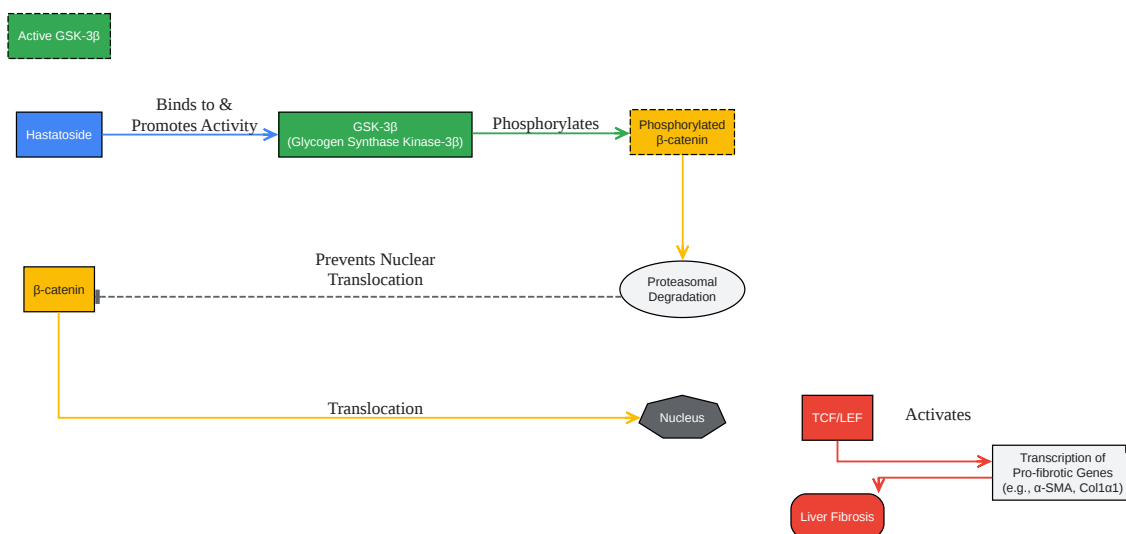 Active GSK-3β
Binds to &
Promotes Activity
Hastatoside
GSK-3β
(Glycogen Synthase Kinase-3β)
Phosphorylates
Phosphorylated
β-catenin
Prevents Nuclear
Translocation
β-catenin
Proteasomal
Degradation
Translocation
Nucleus
TCF/LEF
Activates
Transcription of
Pro-fibrotic Genes
(e.g., α-SMA, Col1α1)
Liver Fibrosis